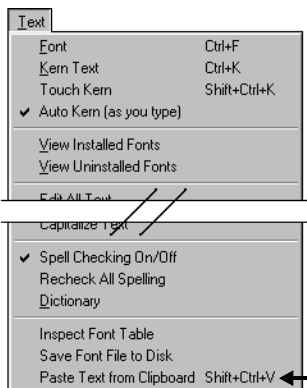 Text
Font Ctrl+F
Kern Text Ctrl+K
Touch Kern Shift+Ctrl+K
✓ Auto Kern (as you type)
View Installed Fonts
View Uninstalled Fonts
Edit All Text
Capitalize Text
✓ Spell Checking On/Off
Recheck All Spelling
Dictionary
Inspect Font Table
Save Font File to Disk
Paste Text from Clipboard Shift+Ctrl+V